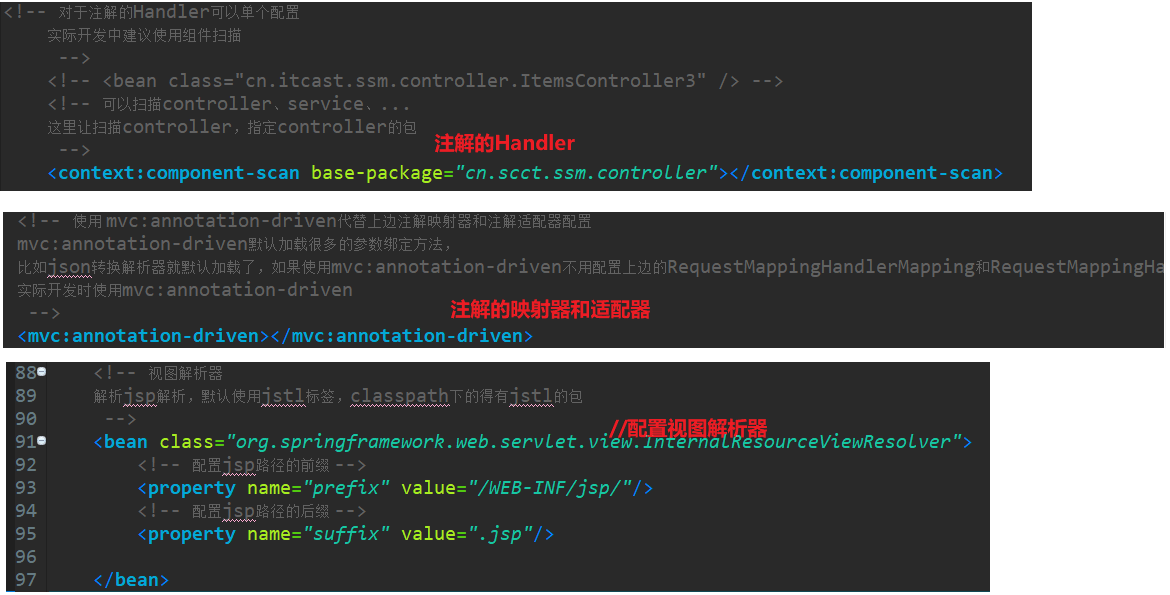 <!-- 对于注解的Handler可以单个配置
实际开发中建议使用组件扫描
-->
<!-- <bean class="cn.itcast.ssm.controller.ItemsController3" /> -->
<!-- 可以扫描controller、service、...
这里让扫描controller，指定controller的包
注解的Handler
-->
<context:component-scan base-package="cn.scct.ssm.controller"></context:component-scan>
<!-- 使用 mvc:annotation-driven代替上边注解映射器和注解适配器配置
mvc:annotation-driven默认加载很多的参数绑定方法，
比如json转换解析器就默认加载了，如果使用mvc:annotation-driven不用配置上边的RequestMappingHandlerMapping和RequestMappingHa
实际开发时使用mvc:annotation-driven
注解的映射器和适配器
-->
<mvc:annotation-driven></mvc:annotation-driven>
88 <!-- 视图解析器
89 解析jsp解析，默认使用jstl标签，classpath下的得有jstl的包
90 -->
//配置视图解析器
91 <bean class="org.springframework.web.servlet.view.InternalResourceViewResolver">
92 <!-- 配置jsp路径的前缀 -->
93 <property name="prefix" value="/WEB-INF/jsp/"/>
94 <!-- 配置jsp路径的后缀 -->
95 <property name="suffix" value=".jsp"/>
96
97 </bean>